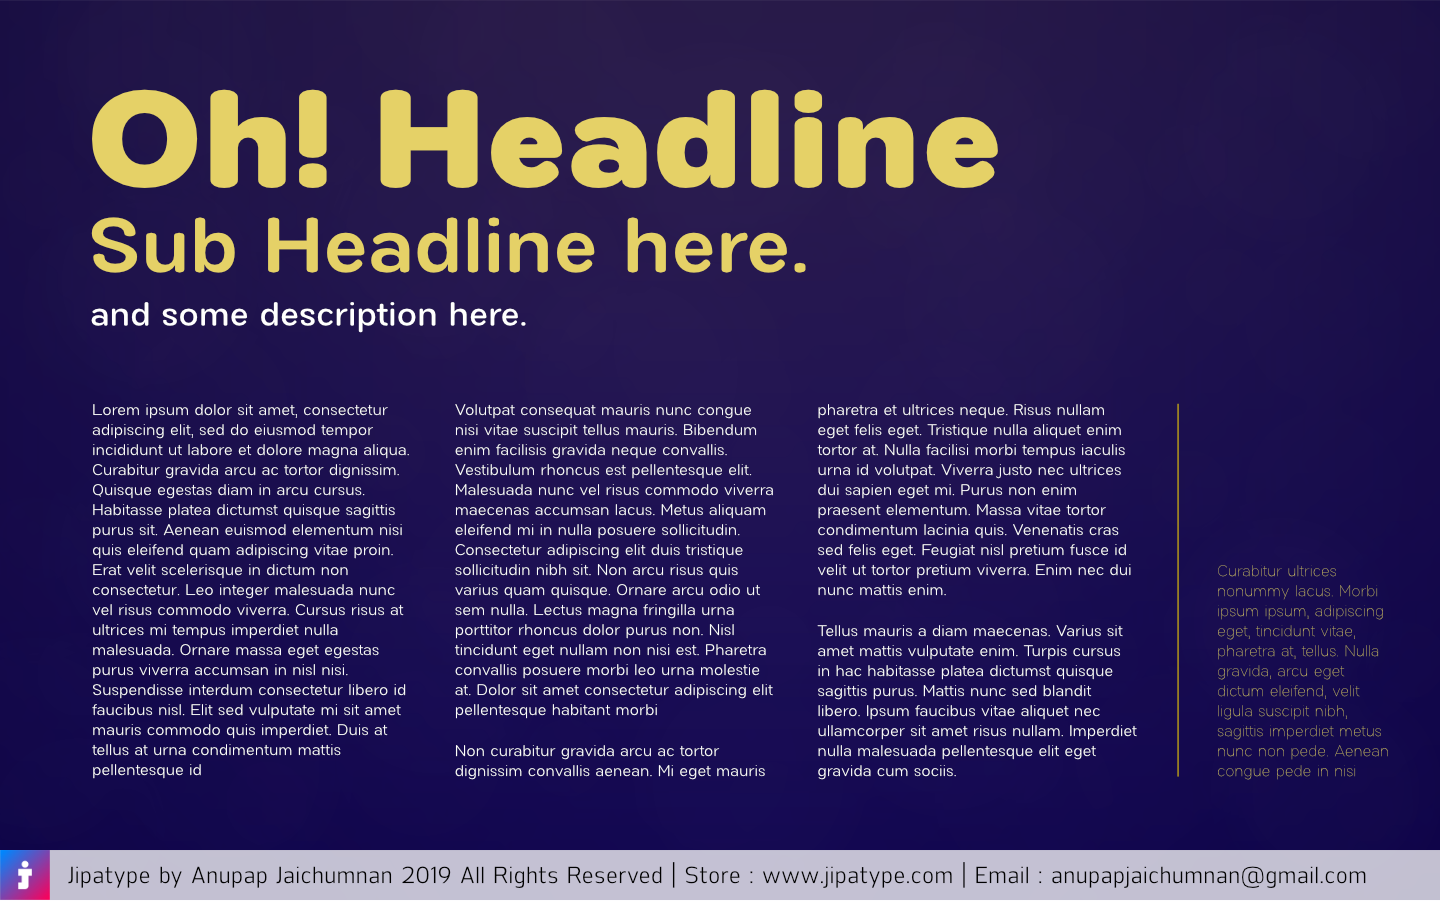 Oh! Headline
Sub Headline here.
and some description here.
Lorem ipsum dolor sit amet, consectetur
adipiscing elit, sed do eiusmod tempor
incididunt ut labore et dolore magna aliqua.
Curabitur gravida arcu ac tortor dignissim.
Quisque egestas diam in arcu cursus.
Habitasse platea dictumst quisque sagittis
purus sit. Aenean euismod elementum nisi
quis eleifend quam adipiscing vitae proin.
Erat velit scelerisque in dictum non
consectetur. Leo integer malesuada nunc
vel risus commodo viverra. Cursus risus at
ultrices mi tempus imperdiet nulla
malesuada. Ornare massa eget egestas
purus viverra accumsan in nisl nisi.
Suspendisse interdum consectetur libero id
faucibus nisl. Elit sed vulputate mi sit amet
mauris commodo quis imperdiet. Duis at
tellus at urna condimentum mattis
pellentesque id
Volutpat consequat mauris nunc congue
nisi vitae suscipit tellus mauris. Bibendum
enim facilisis gravida neque convallis.
Vestibulum rhoncus est pellentesque elit.
Malesuada nunc vel risus commodo viverra
maecenas accumsan lacus. Metus aliquam
eleifend mi in nulla posuere sollicitudin.
Consectetur adipiscing elit duis tristique
sollicitudin nibh sit. Non arcu risus quis
varius quam quisque. Ornare arcu odio ut
sem nulla. Lectus magna fringilla urna
porttitor rhoncus dolor purus non. Nisl
tincidunt eget nullam non nisi est. Pharetra
convallis posuere morbi leo urna molestie
at. Dolor sit amet consectetur adipiscing elit
pellentesque habitant morbi
Non curabitur gravida arcu ac tortor
dignissim convallis aenean. Mi eget mauris
pharetra et ultrices neque. Risus nullam
eget felis eget. Tristique nulla aliquet enim
tortor at. Nulla facilisi morbi tempus iaculis
urna id volutpat. Viverra justo nec ultrices
dui sapien eget mi. Purus non enim
praesent elementum. Massa vitae tortor
condimentum lacinia quis. Venenatis cras
sed felis eget. Feugiat nisl pretium fusce id
velit ut tortor pretium viverra. Enim nec dui
nunc mattis enim.
Tellus mauris a diam maecenas. Varius sit
amet mattis vulputate enim. Turpis cursus
in hac habitasse platea dictumst quisque
sagittis purus. Mattis nunc sed blandit
libero. Ipsum faucibus vitae aliquet nec
ullamcorper sit amet risus nullam. Imperdiet
nulla malesuada pellentesque elit eget
gravida cum sociis.
Curabitur ultrices
nonummy lacus. Morbi
ipsum ipsum, adipiscing
eget, tincidunt vitae,
pharetra at, tellus. Nulla
gravida, arcu eget
dictum eleifend, velit
ligula suscipit nibh,
sagittis imperdiet metus
nunc non pede. Aenean
congue pede in nisi
Jipatype by Anupap Jaichumnan 2019 All Rights Reserved | Store : www.jipatype.com | Email : anupapjaichumnan@gmail.com